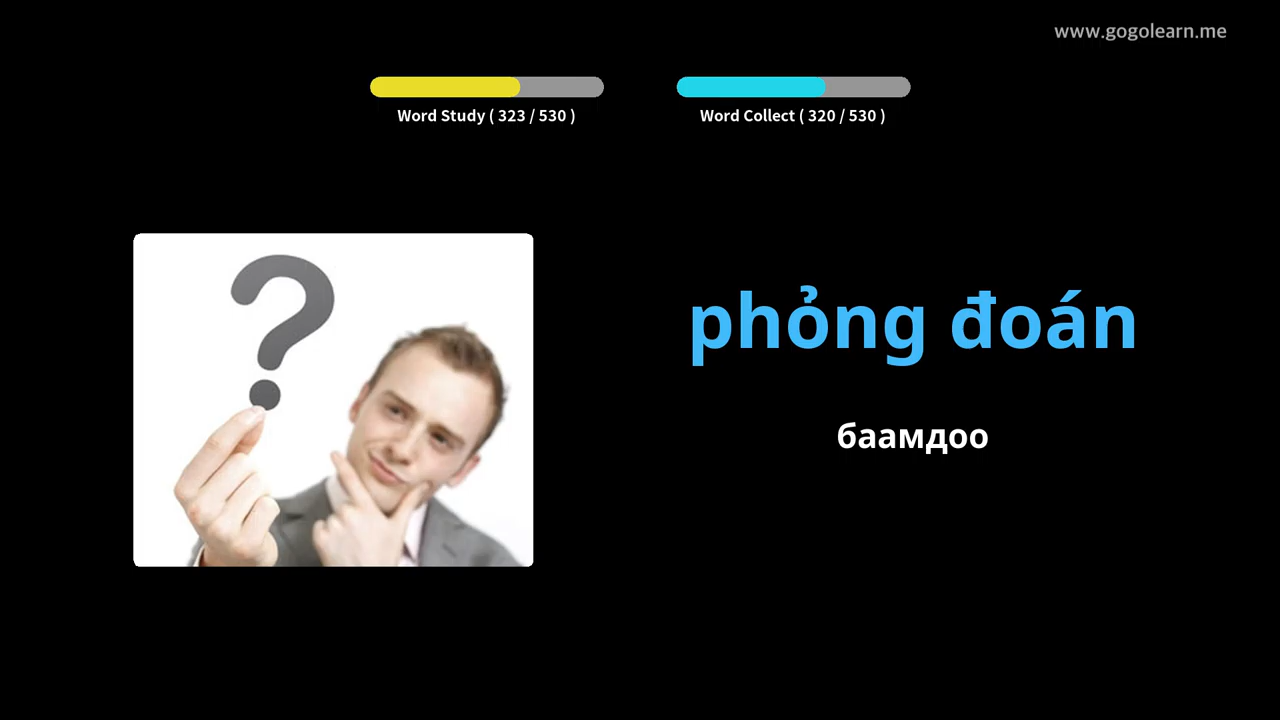 www.gogolearn.me
Word Study ( 323 / 530 )
Word Collect ( 320 / 530 )
?
phỏng đoán
баамдоо